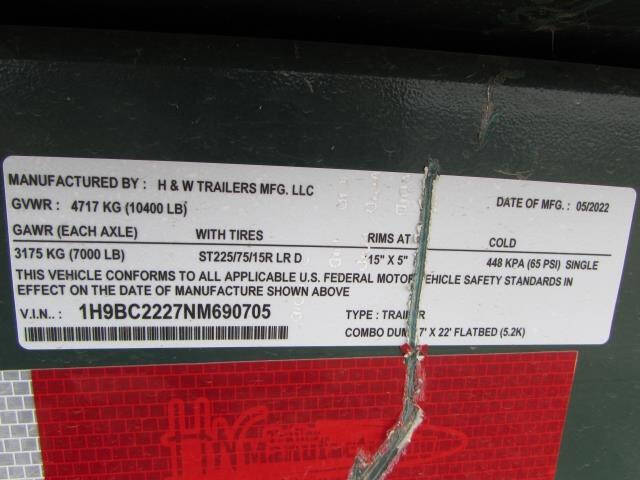 MANUFACTURED BY : H & W TRAILERS MFG. LLC
GVWR : 4717 KG (10400 LB) DATE OF MFG. : 05/2022
GAWR (EACH AXLE) WITH TIRES RIMS AT COLD
3175 KG (7000 LB) ST225/75/15R LR D 15" X 5" 448 KPA (65 PSI) SINGLE
THIS VEHICLE CONFORMS TO ALL APPLICABLE U.S. FEDERAL MOTOR VEHICLE SAFETY STANDARDS IN
EFFECT ON THE DATE OF MANUFACTURE SHOWN ABOVE
V.I.N.. : 1H9BC2227NM690705 TYPE : TRAILER
COMBO DUMP 7' X 22' FLATBED (5.2K)